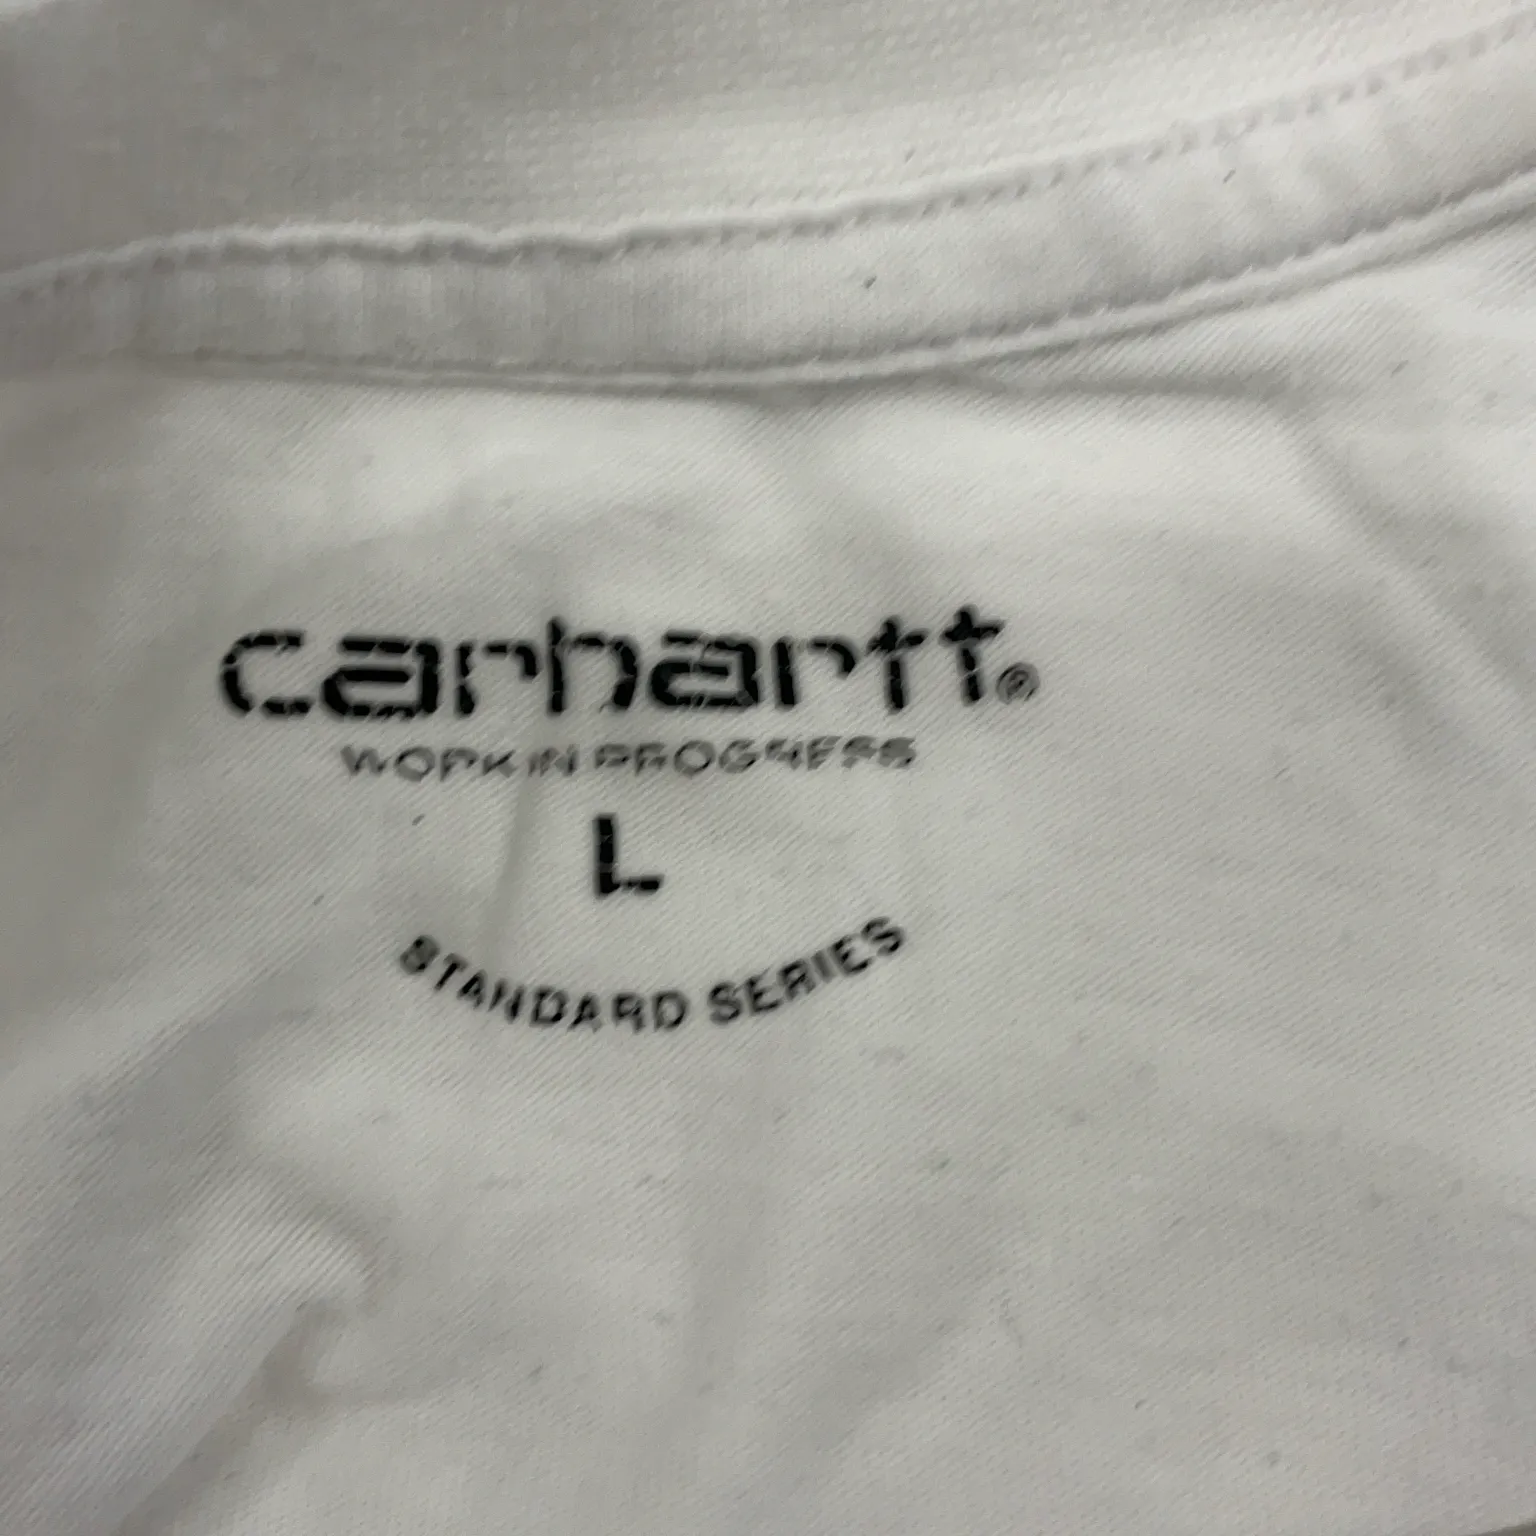 carhartt®
WORK IN PROGRESS
L
STANDARD SERIES